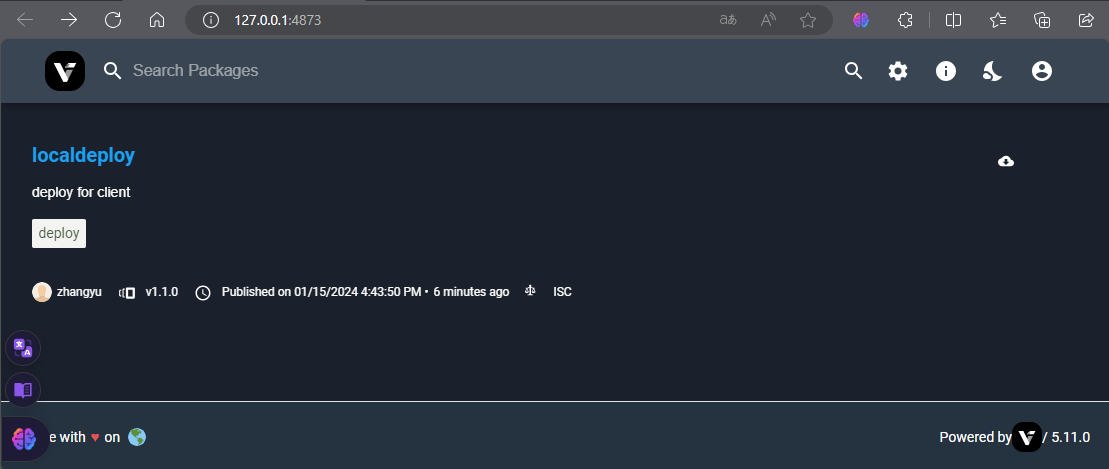 127.0.0.1:4873
Search Packages
localdeploy
deploy for client
deploy
zhangyu v1.1.0 Published on 01/15/2024 4:43:50 PM • 6 minutes ago ISC
e with ♥ on
Powered by / 5.11.0